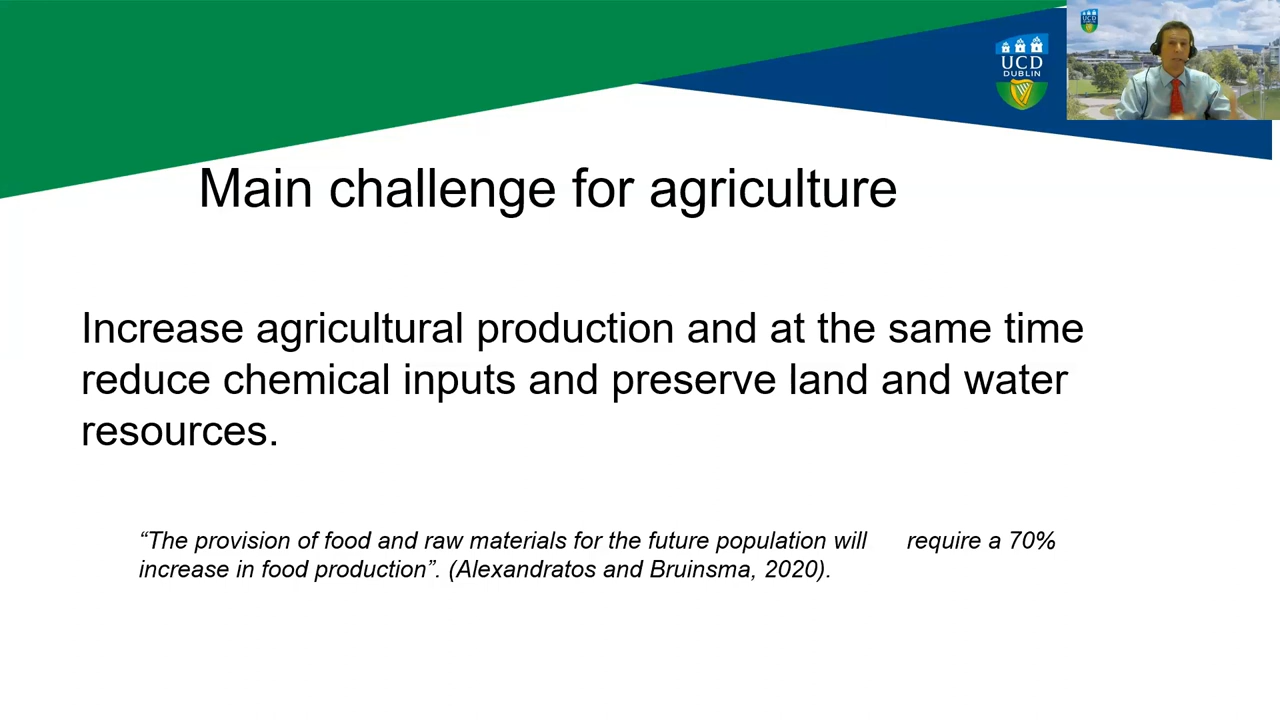 UCD
DUBLIN
UCD
Main challenge for agriculture
Increase agricultural production and at the same time
reduce chemical inputs and preserve land and water
resources.
“The provision of food and raw materials for the future population will require a 70%
increase in food production”. (Alexandratos and Bruinsma, 2020).